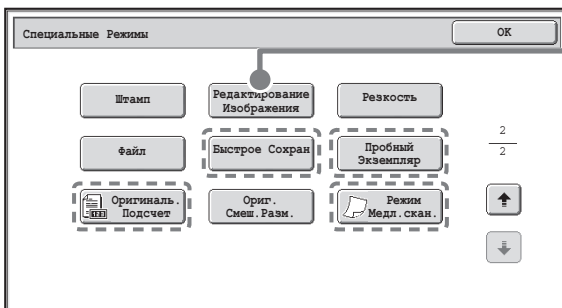 Специальные Режимы
OK
Штамп
Редактирование
Изображения
Резкость
Файл
Быстрое Сохран
Пробный
Экземпляр
2
2
Оригиналь.
Подсчет
Ориг.
Смеш.Разм.
Режим
Медл.скан.